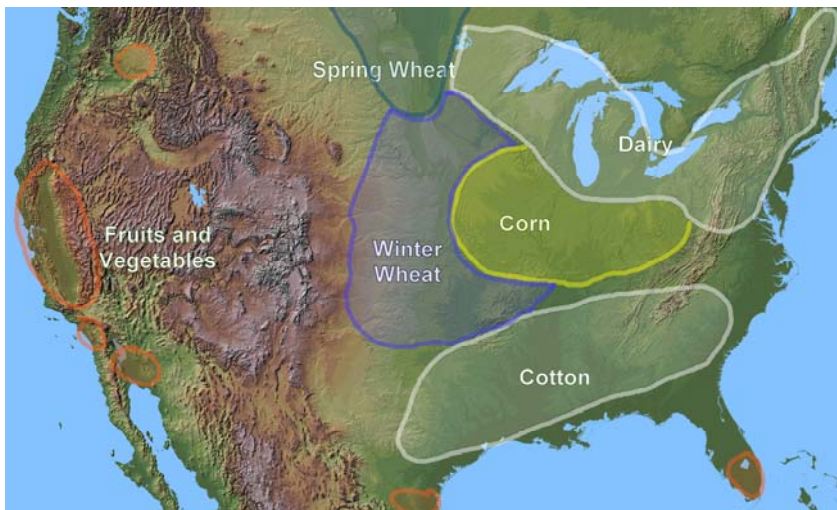 Spring Wheat
Dairy
Fruits and
Vegetables
Corn
Winter
Wheat
Cotton